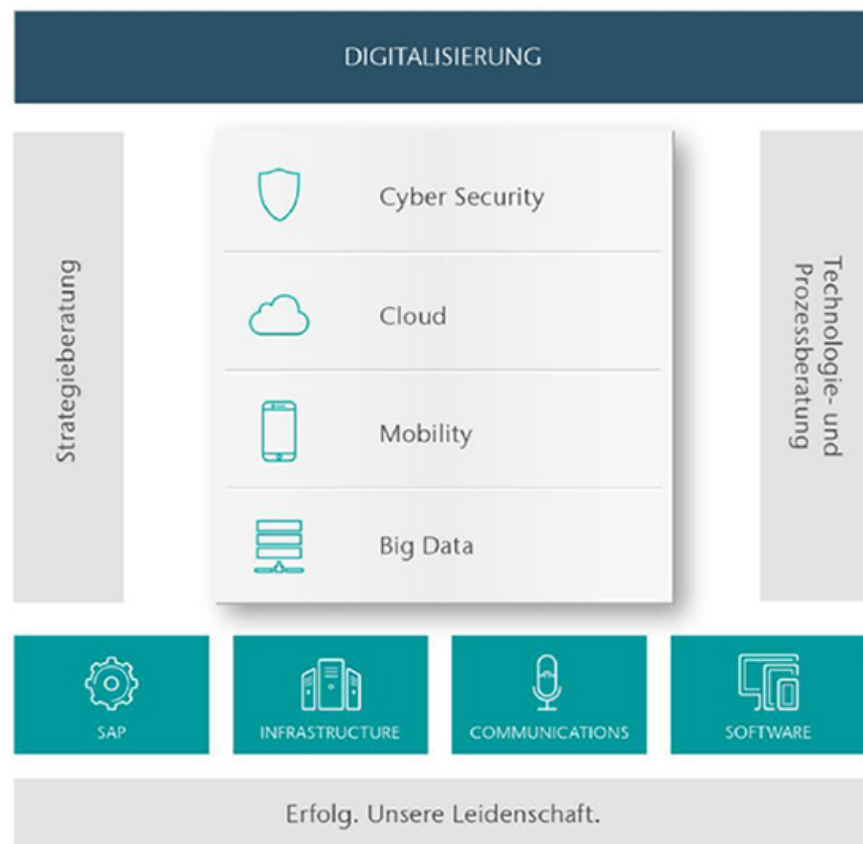 DIGITALISIERUNG
Strategieberatung
Cyber Security
Cloud
Mobility
Big Data
Technologie- und
Prozessberatung
SAP
INFRASTRUCTURE
COMMUNICATIONS
SOFTWARE
Erfolg. Unsere Leidenschaft.